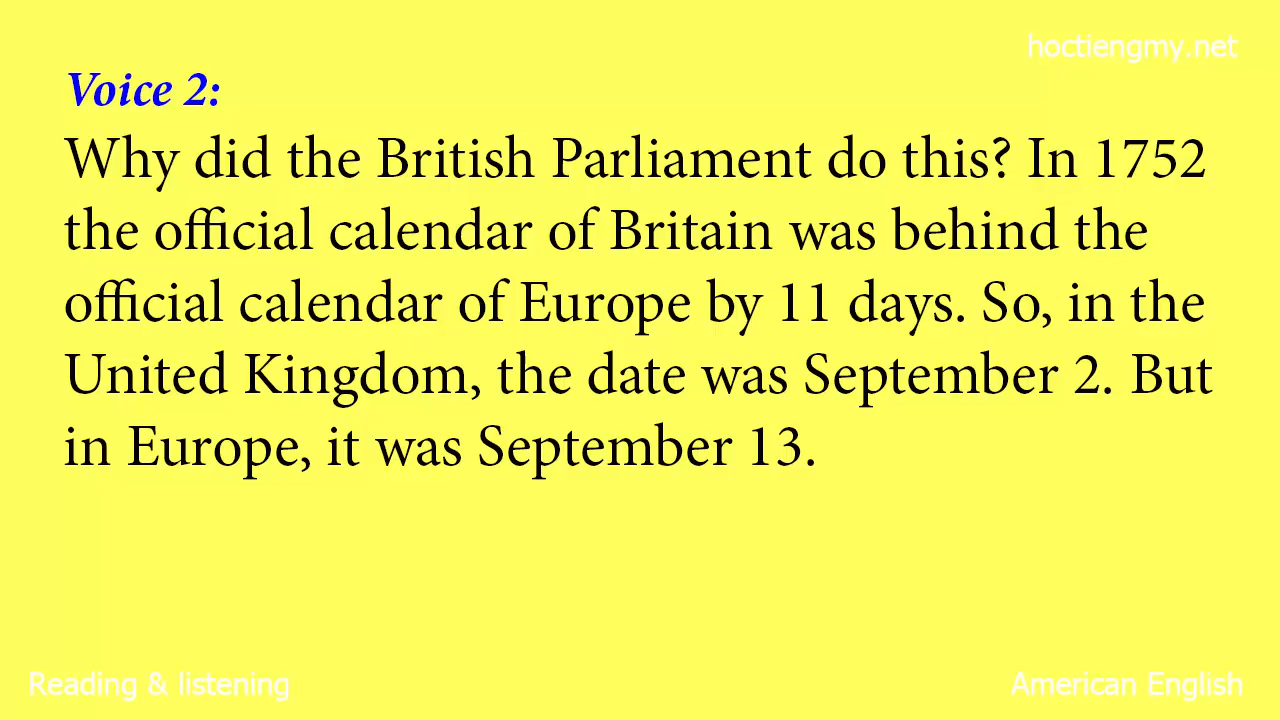 hoctiengmy.net
Voice 2:
Why did the British Parliament do this? In 1752
the official calendar of Britain was behind the
official calendar of Europe by 11 days. So, in the
United Kingdom, the date was September 2. But
in Europe, it was September 13.
Reading & listening
American English